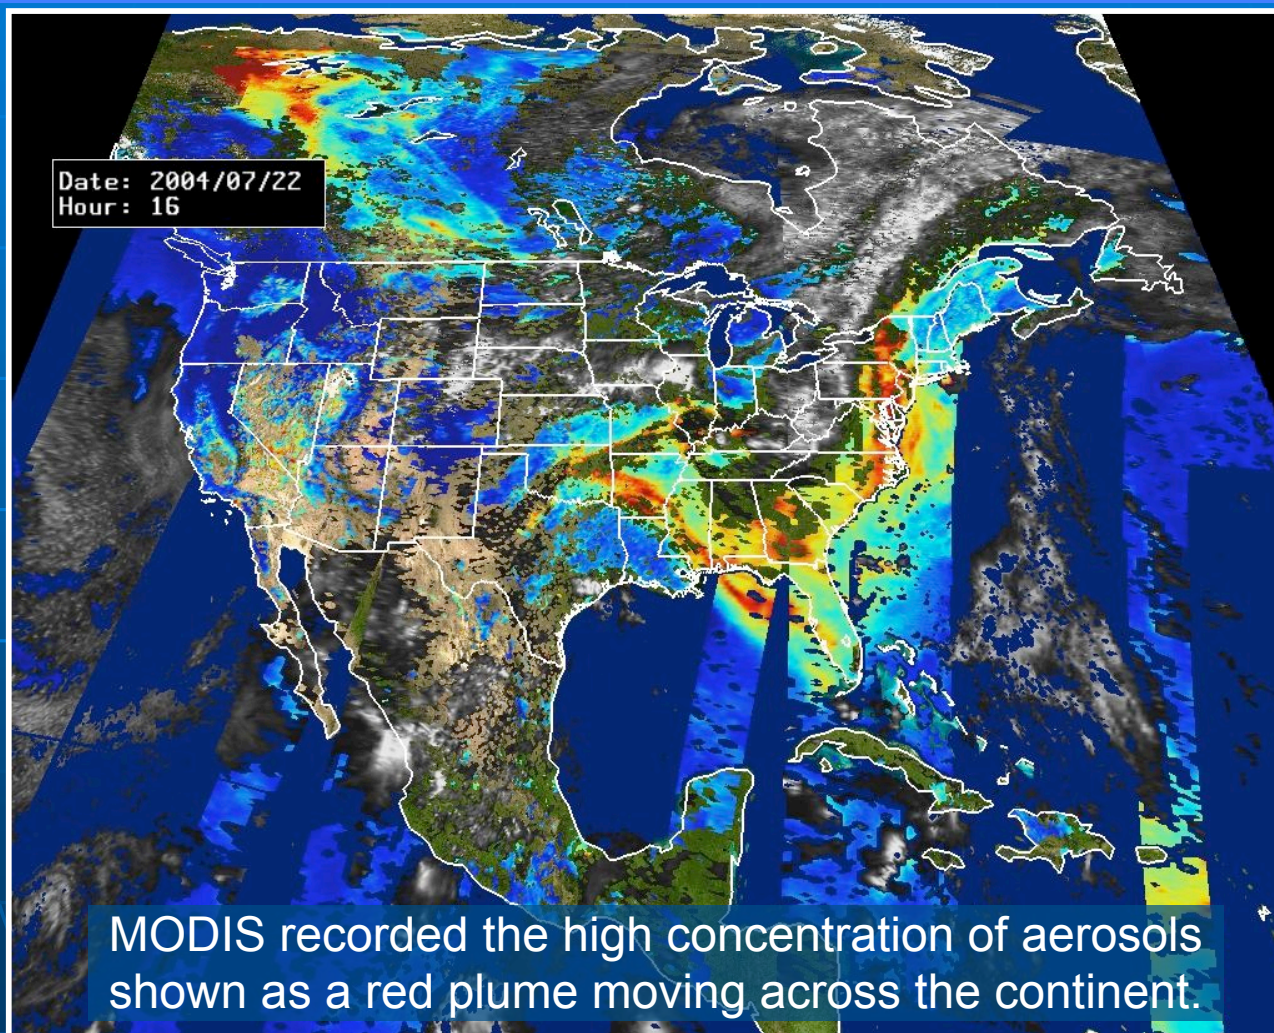 Date: 2004/07/22
Hour: 16
MODIS recorded the high concentration of aerosols
shown as a red plume moving across the continent.